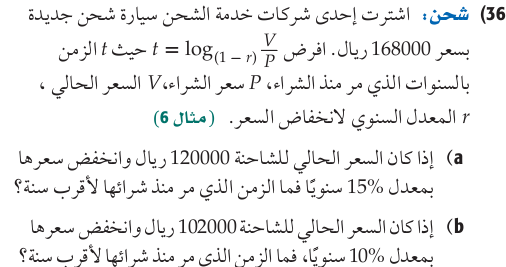 36) شحن: اشترت إحدى شركات خدمة الشحن سيارة شحن جديدة
بسعر 168000 ريال. افرض t = log_(1 − r) V/P حيث t الزمن
بالسنوات الذي مر منذ الشراء، P سعر الشراء، V السعر الحالي ،
r المعدل السنوي لانخفاض السعر. (مثال 6)
a) إذا كان السعر الحالي للشاحنة 120000 ريال وانخفض سعرها
بمعدل 15% سنويًا فما الزمن الذي مر منذ شرائها لأقرب سنة؟
b) إذا كان السعر الحالي للشاحنة 102000 ريال وانخفض سعرها
بمعدل 10% سنويًا، فما الزمن الذي مر منذ شرائها لأقرب سنة؟